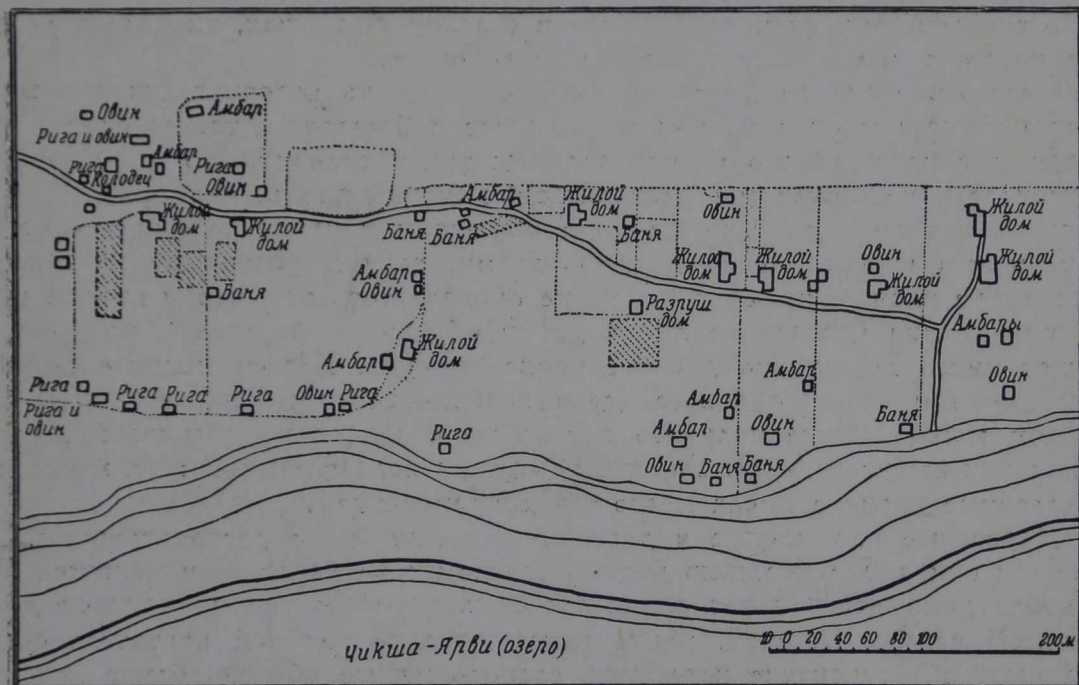 Овин
Амбар
Рига и овин
Амбар
Рига
Рига
Колодец
Овин
Амбар
Жилой
дом
Жилой
дом
Жилой
дом
Баня
Баня
Баня
Овин
Жилой
дом
Амбар
Овин
Баня
Жилой
дом
Жилой
дом
Овин
Жилой
дом
Жилой
дом
Разруш
дом
Амбары
Жилой
дом
Амбар
Амбар
Овин
Рига
Рига
Рига
Рига
Овин
Рига
Рига и
овин
Амбар
Амбар
Овин
Баня
Рига
Овин
Баня
Баня
Чикша-Ярви (озеро)
10 0 20 40 60 80 100 200 м